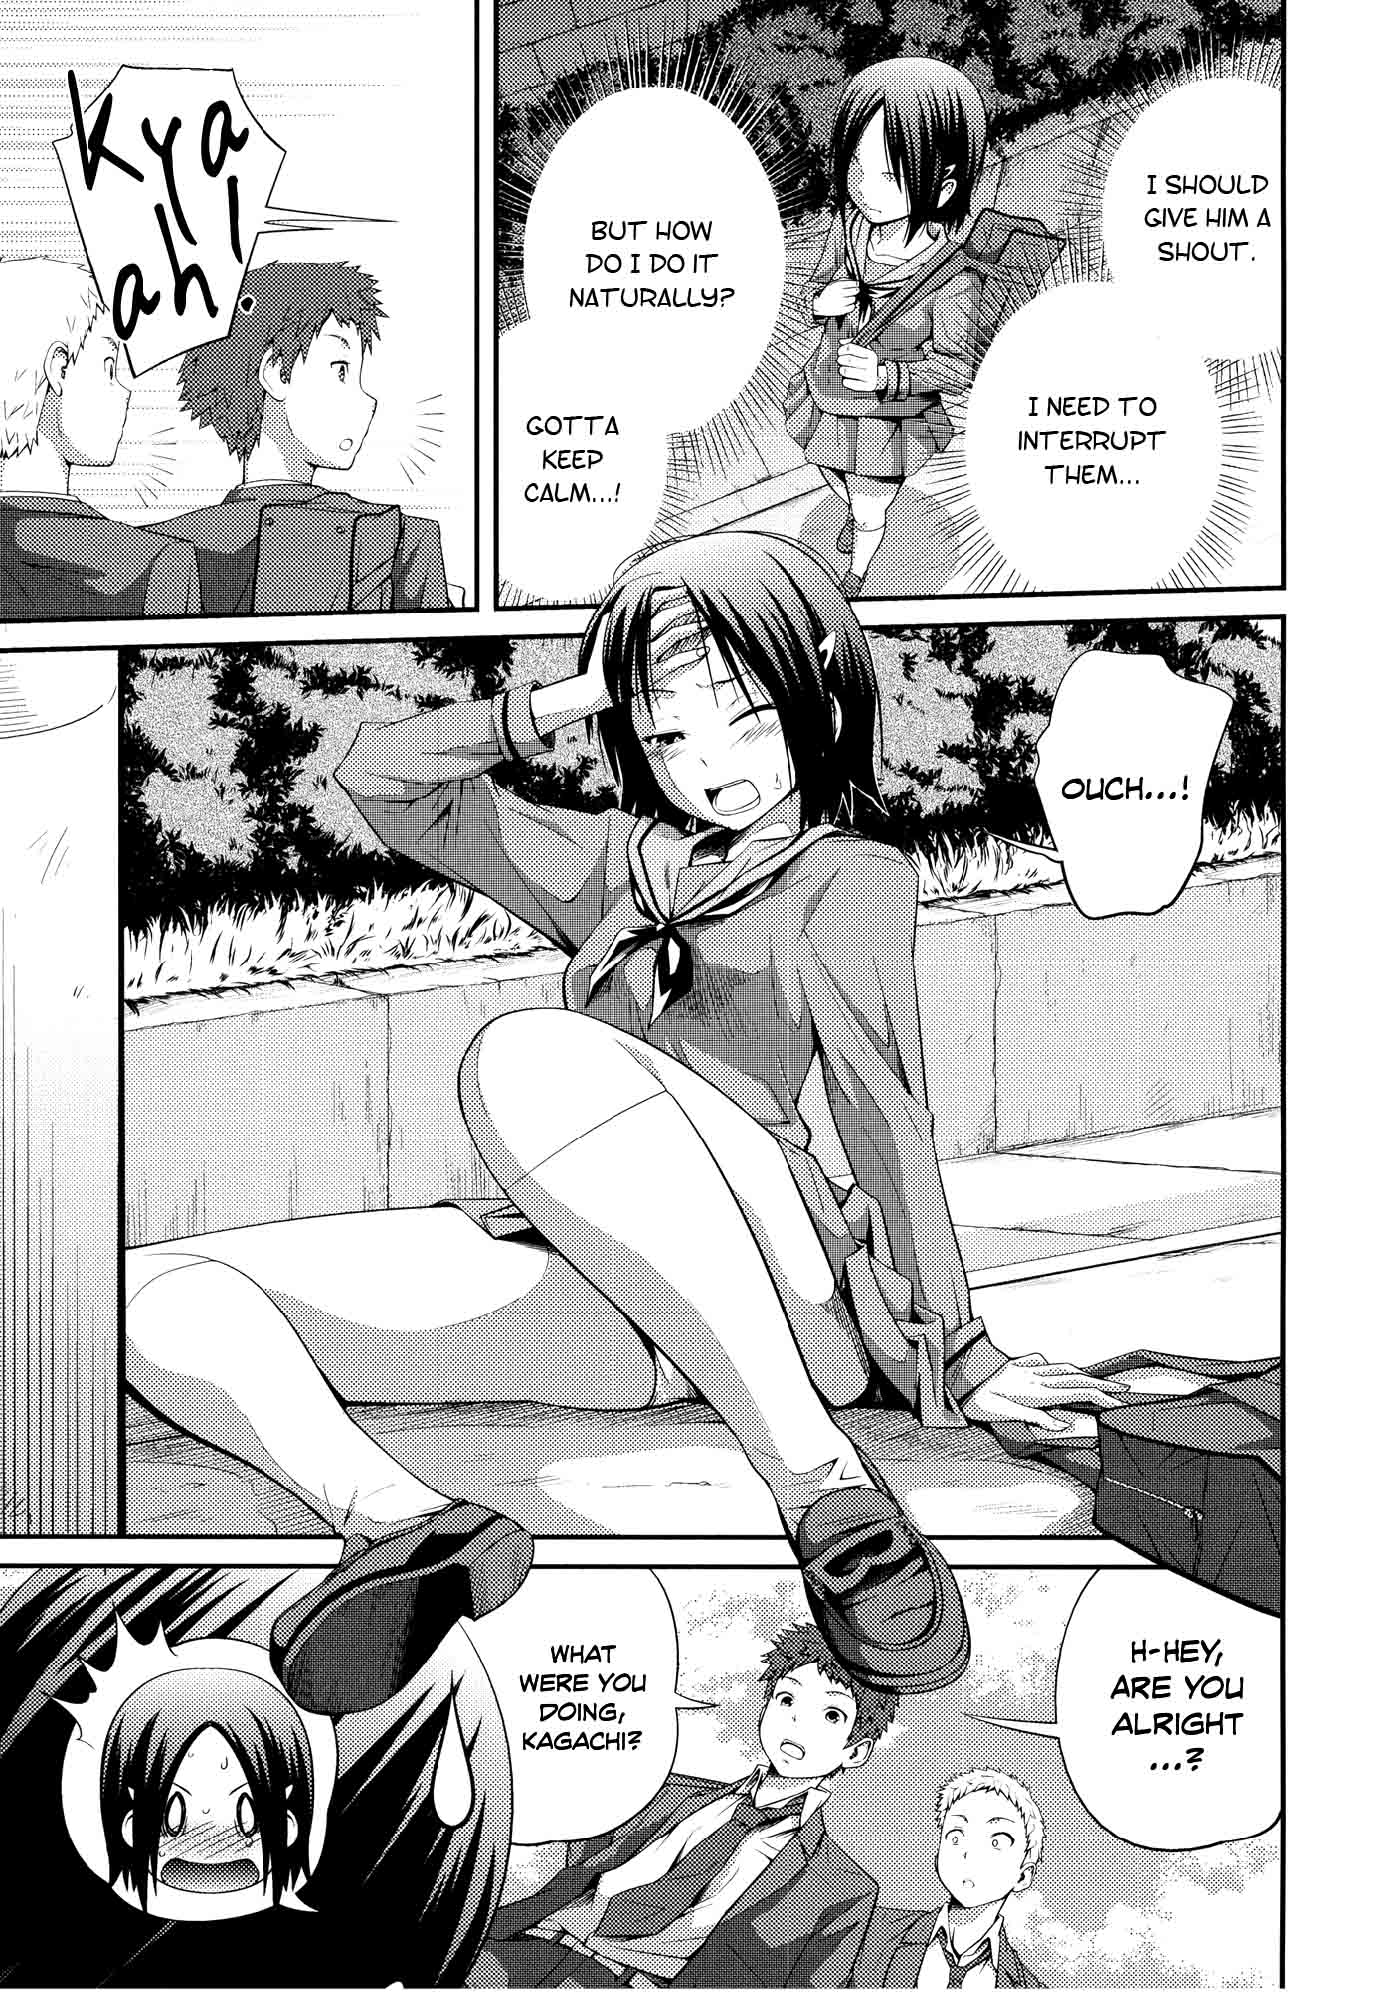 I SHOULD
GIVE HIM A
SHOUT.
I NEED TO
INTERRUPT
THEM...
BUT HOW
DO I DO IT
NATURALLY?
GOTTA
KEEP
CALM...!
Kya
ah!
OUCH...!
H-HEY,
ARE YOU
ALRIGHT
...?
WHAT
WERE YOU
DOING,
KAGACHI?